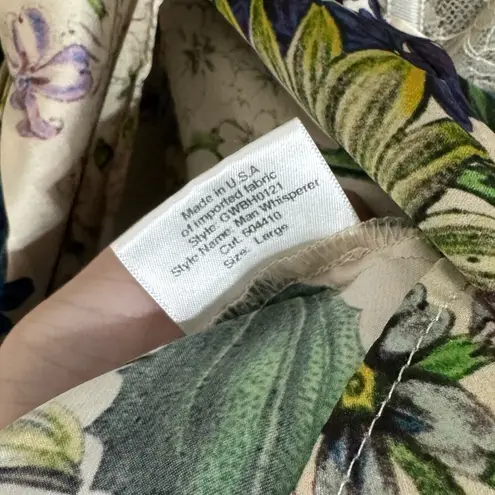 Made in U.S.A
of imported fabric
Style: GWBH0121
Style Name: Man Whisperer
Cut: 504410
Size: Large